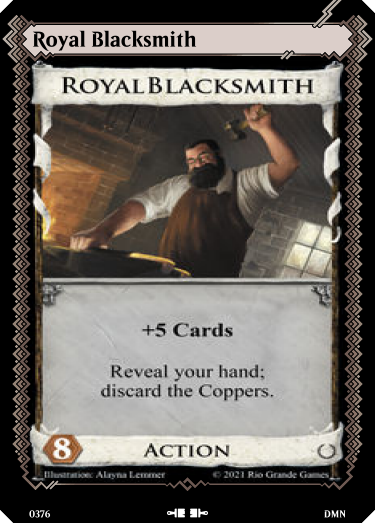 Royal Blacksmith
ROYAL BLACKSMITH
+5 Cards
Reveal your hand;
discard the Coppers.
8 ACTION
Illustration: Alayna Lemmer © 2021 Rio Grande Games
0376 DMN